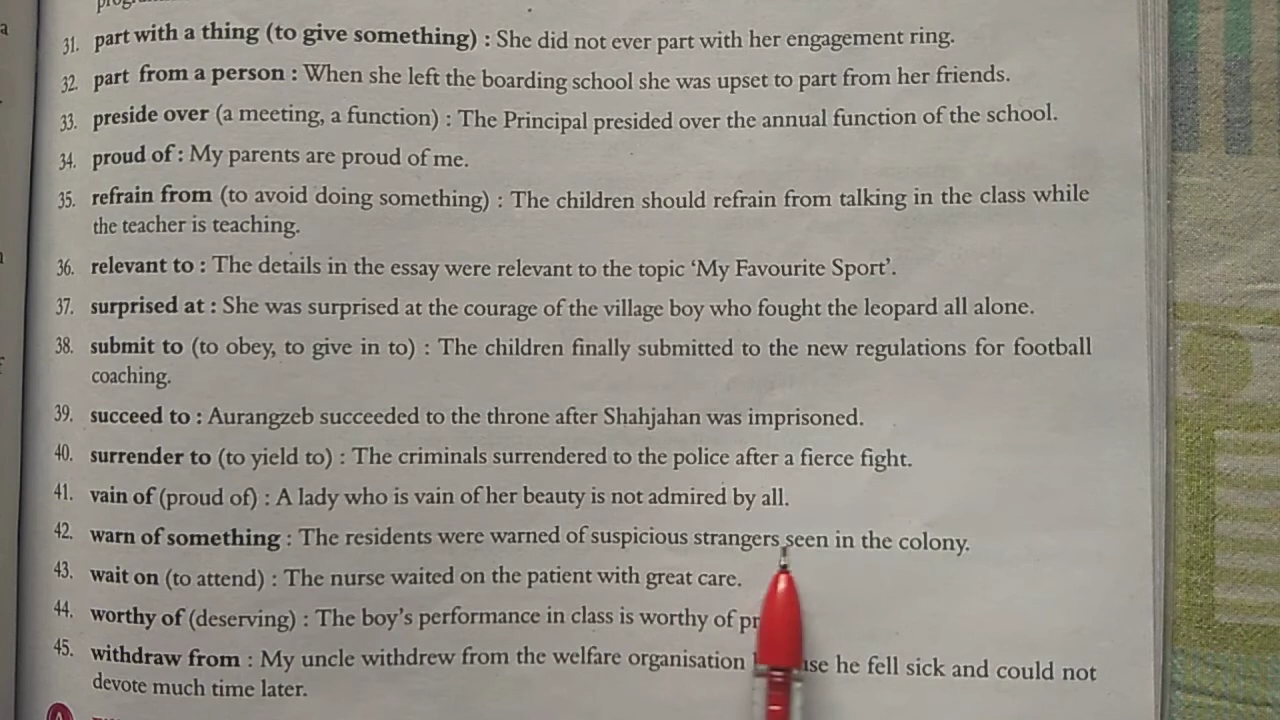 31. part with a thing (to give something) : She did not ever part with her engagement ring.
32. part from a person : When she left the boarding school she was upset to part from her friends.
33. preside over (a meeting, a function) : The Principal presided over the annual function of the school.
34. proud of : My parents are proud of me.
35. refrain from (to avoid doing something) : The children should refrain from talking in the class while
the teacher is teaching.
36. relevant to : The details in the essay were relevant to the topic ‘My Favourite Sport’.
37. surprised at : She was surprised at the courage of the village boy who fought the leopard all alone.
38. submit to (to obey, to give in to) : The children finally submitted to the new regulations for football
coaching.
39. succeed to : Aurangzeb succeeded to the throne after Shahjahan was imprisoned.
40. surrender to (to yield to) : The criminals surrendered to the police after a fierce fight.
41. vain of (proud of) : A lady who is vain of her beauty is not admired by all.
42. warn of something : The residents were warned of suspicious strangers seen in the colony.
43. wait on (to attend) : The nurse waited on the patient with great care.
44. worthy of (deserving) : The boy’s performance in class is worthy of
45. withdraw from : My uncle withdrew from the welfare organisation he fell sick and could not
devote much time later.